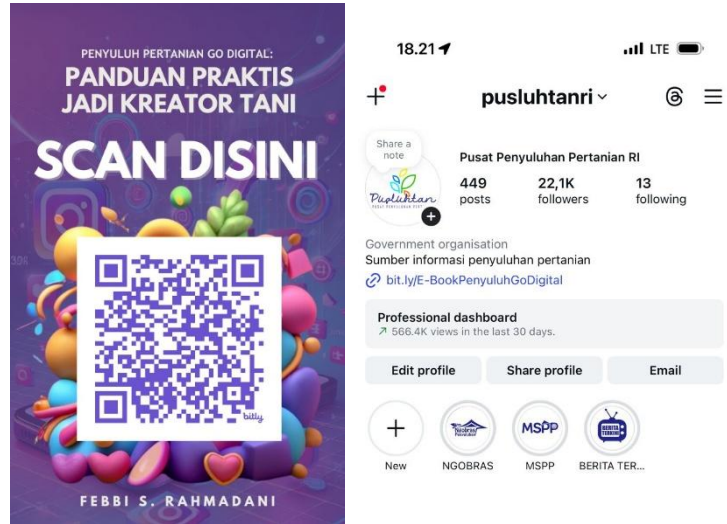 PENYULUH PERTANIAN GO DIGITAL:
PANDUAN PRAKTIS
JADI KREATOR TANI
SCAN DISINI
bitly
FEBBI S. RAHMADANI
18.21
LTE
pusluhtanri
Share a
note
Pusluhtan
Pusat Penyuluhan Pertanian RI
449
posts
22,1K
followers
13
following
Government organisation
Sumber informasi penyuluhan pertanian
bit.ly/E-BookPenyuluhGoDigital
Professional dashboard
566.4K views in the last 30 days.
Edit profile
Share profile
Email
MSPP
BERITA
TERKINI
New
NGOBRAS
MSPP
BERITA TER...